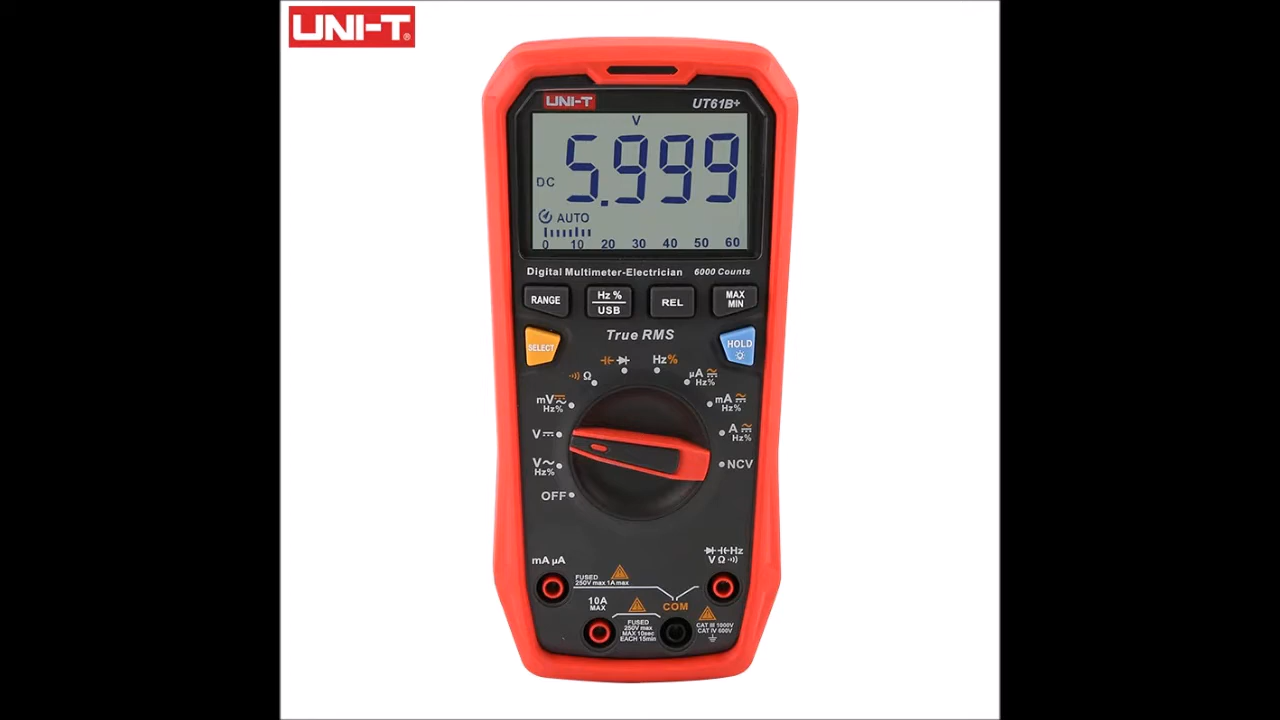 UNI-T®
UNI-T UT61B+
V
5.999
DC
AUTO
0 10 20 30 40 50 60
Digital Multimeter-Electrician 6000 Counts
RANGE
Hz %
USB
REL
MAX
MIN
True RMS
SELECT
HOLD
Hz%
Ω
µA
Hz%
mV
Hz%
mA
Hz%
V
A
Hz%
V~
Hz%
NCV
OFF
mA µA
Hz
V Ω
FUSED
250V max 1A max
10A
MAX
COM
FUSED
250V max
MAX 10sec
EACH 15min
CAT III 1000V
CAT IV 600V